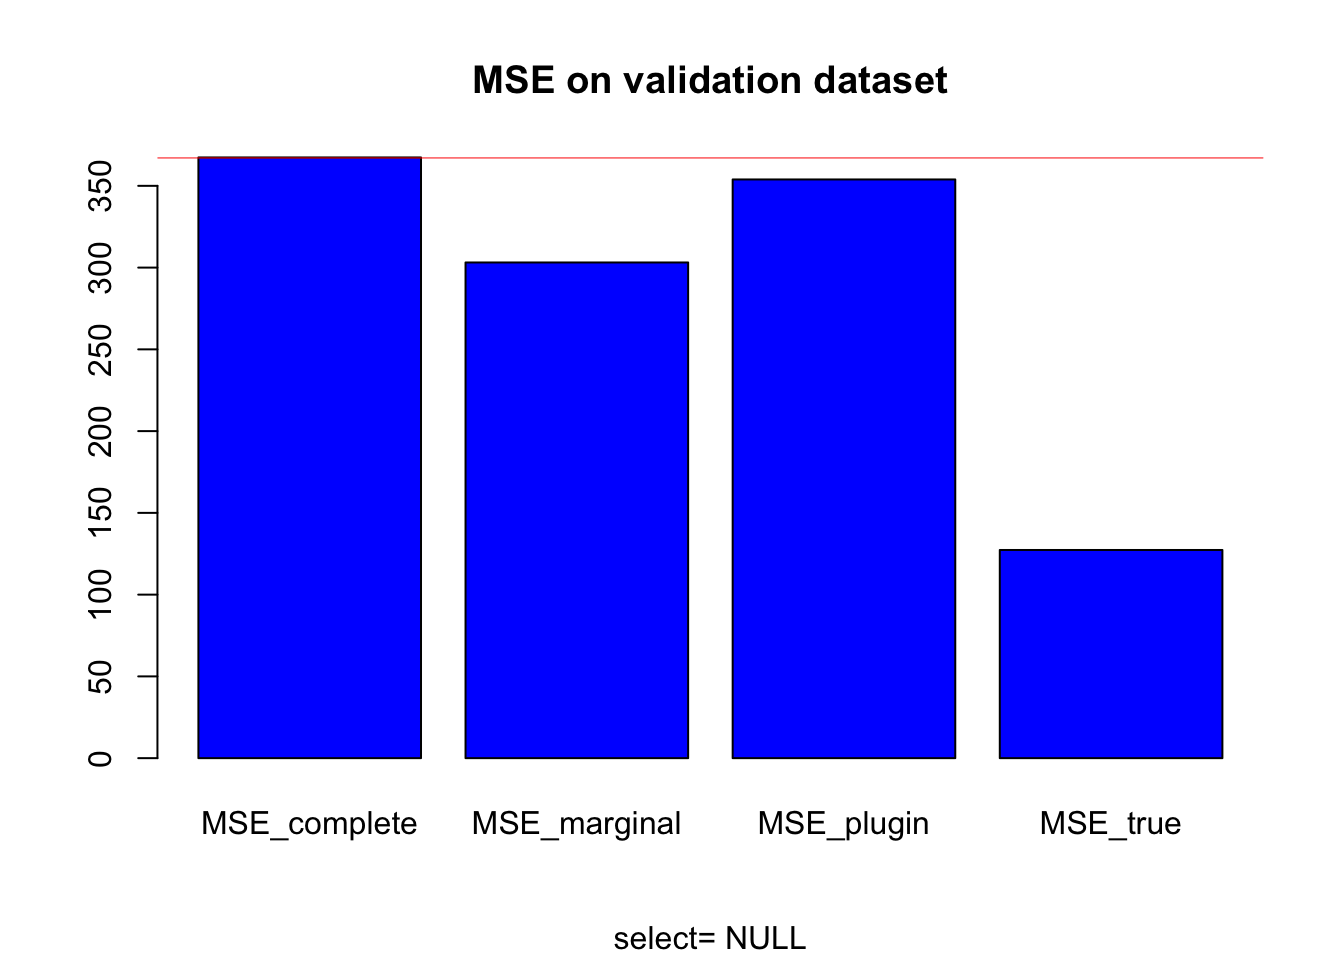 MSE on validation dataset
350
300
250
200
150
100
50
0
MSE_complete MSE_marginal MSE_plugin MSE_true
select= NULL